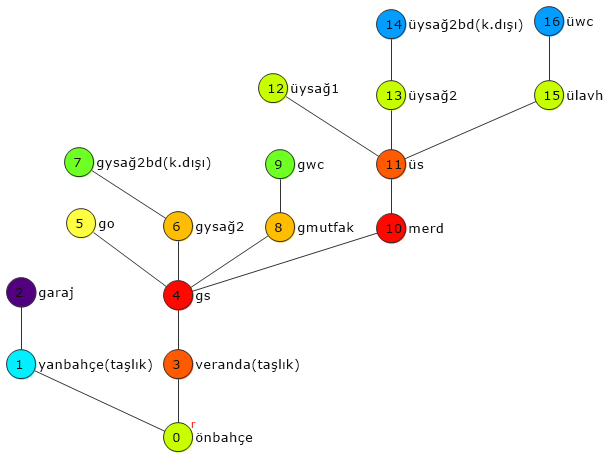 16 üwc
14 üysağ2bd(k.dışı)
12 üysağ1
13 üysağ2
15 ülavh
7 gysağ2bd(k.dışı)
9 gwc
11 üs
5 go
6 gysağ2
8 gmutfak
10 merd
2 garaj
4 gs
1 yanbahçe(taşlık)
3 veranda(taşlık)
r
0 önbahçe